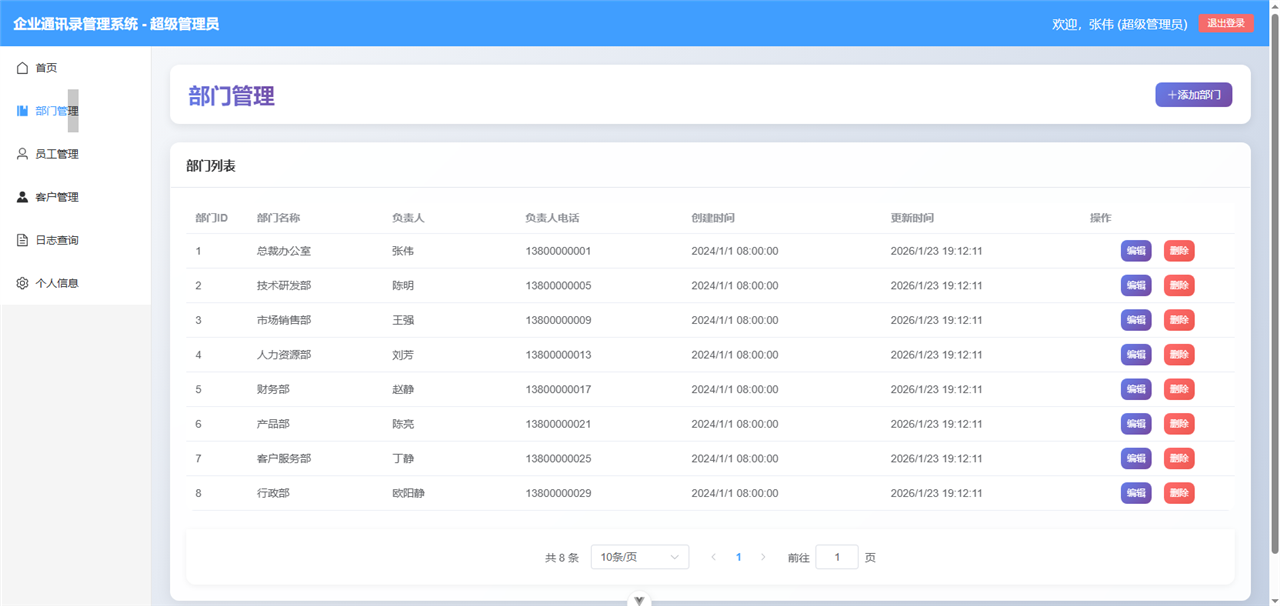 企业通讯录管理系统 - 超级管理员
欢迎，张伟 (超级管理员) 退出登录
首页
部门管理
员工管理
客户管理
日志查询
个人信息
部门管理
+添加部门
部门列表
部门ID 部门名称 负责人 负责人电话 创建时间 更新时间 操作
1 总裁办公室 张伟 13800000001 2024/1/1 08:00:00 2026/1/23 19:12:11 编辑 删除
2 技术研发部 陈明 13800000005 2024/1/1 08:00:00 2026/1/23 19:12:11 编辑 删除
3 市场销售部 王强 13800000009 2024/1/1 08:00:00 2026/1/23 19:12:11 编辑 删除
4 人力资源部 刘芳 13800000013 2024/1/1 08:00:00 2026/1/23 19:12:11 编辑 删除
5 财务部 赵静 13800000017 2024/1/1 08:00:00 2026/1/23 19:12:11 编辑 删除
6 产品部 陈亮 13800000021 2024/1/1 08:00:00 2026/1/23 19:12:11 编辑 删除
7 客户服务部 丁静 13800000025 2024/1/1 08:00:00 2026/1/23 19:12:11 编辑 删除
8 行政部 欧阳静 13800000029 2024/1/1 08:00:00 2026/1/23 19:12:11 编辑 删除
共 8 条 10条/页 1 前往 1 页